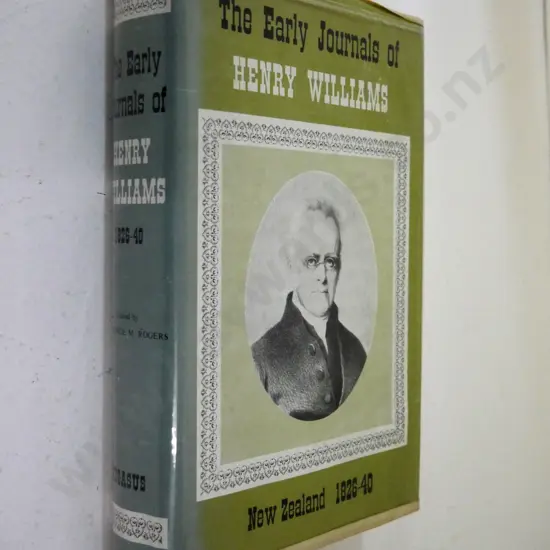 The Early Journals of
HENRY WILLIAMS
New Zealand 1826-40
The Early
Journals of
HENRY
WILLIAMS
1826-40
ROGERS
PEGASUS